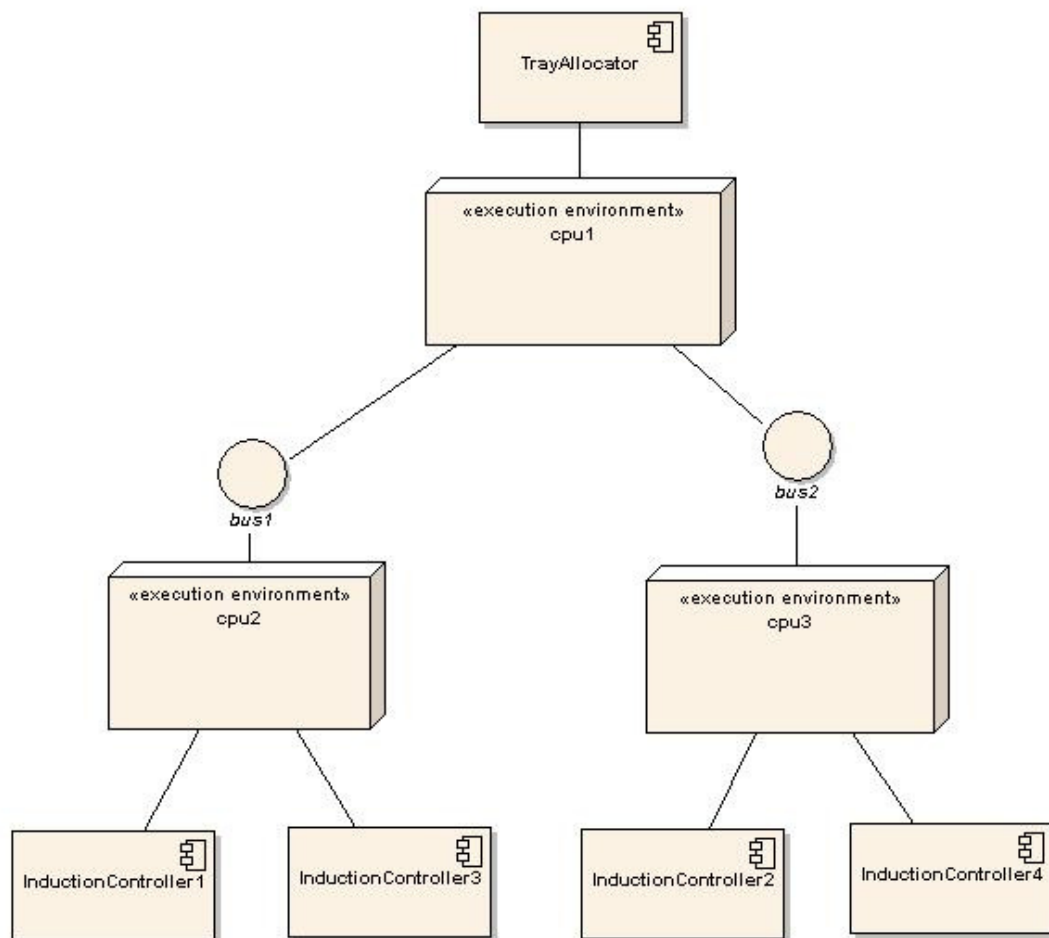 TrayAllocator
«execution environment»
cpu1
bus1
bus2
«execution environment»
cpu2
«execution environment»
cpu3
InductionController1
InductionController3
InductionController2
InductionController4